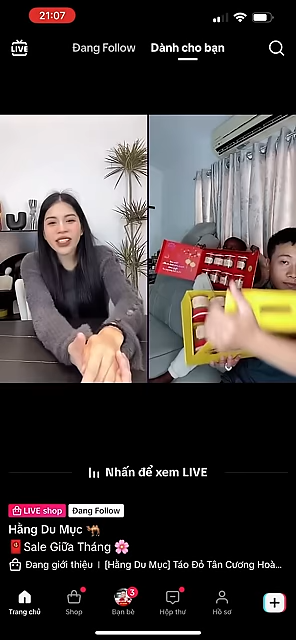 21:07
LIVE
Đang Follow
Dành cho bạn
Nhấn để xem LIVE
LIVE shop
Đang Follow
Hằng Du Mục 🐪
🧧Sale Giữa Tháng 🌸
Đang giới thiệu | [Hằng Du Mục] Táo Đỏ Tân Cương Hoà...
3
Trang chủ
Shop
Bạn bè
Hộp thư
Hồ sơ